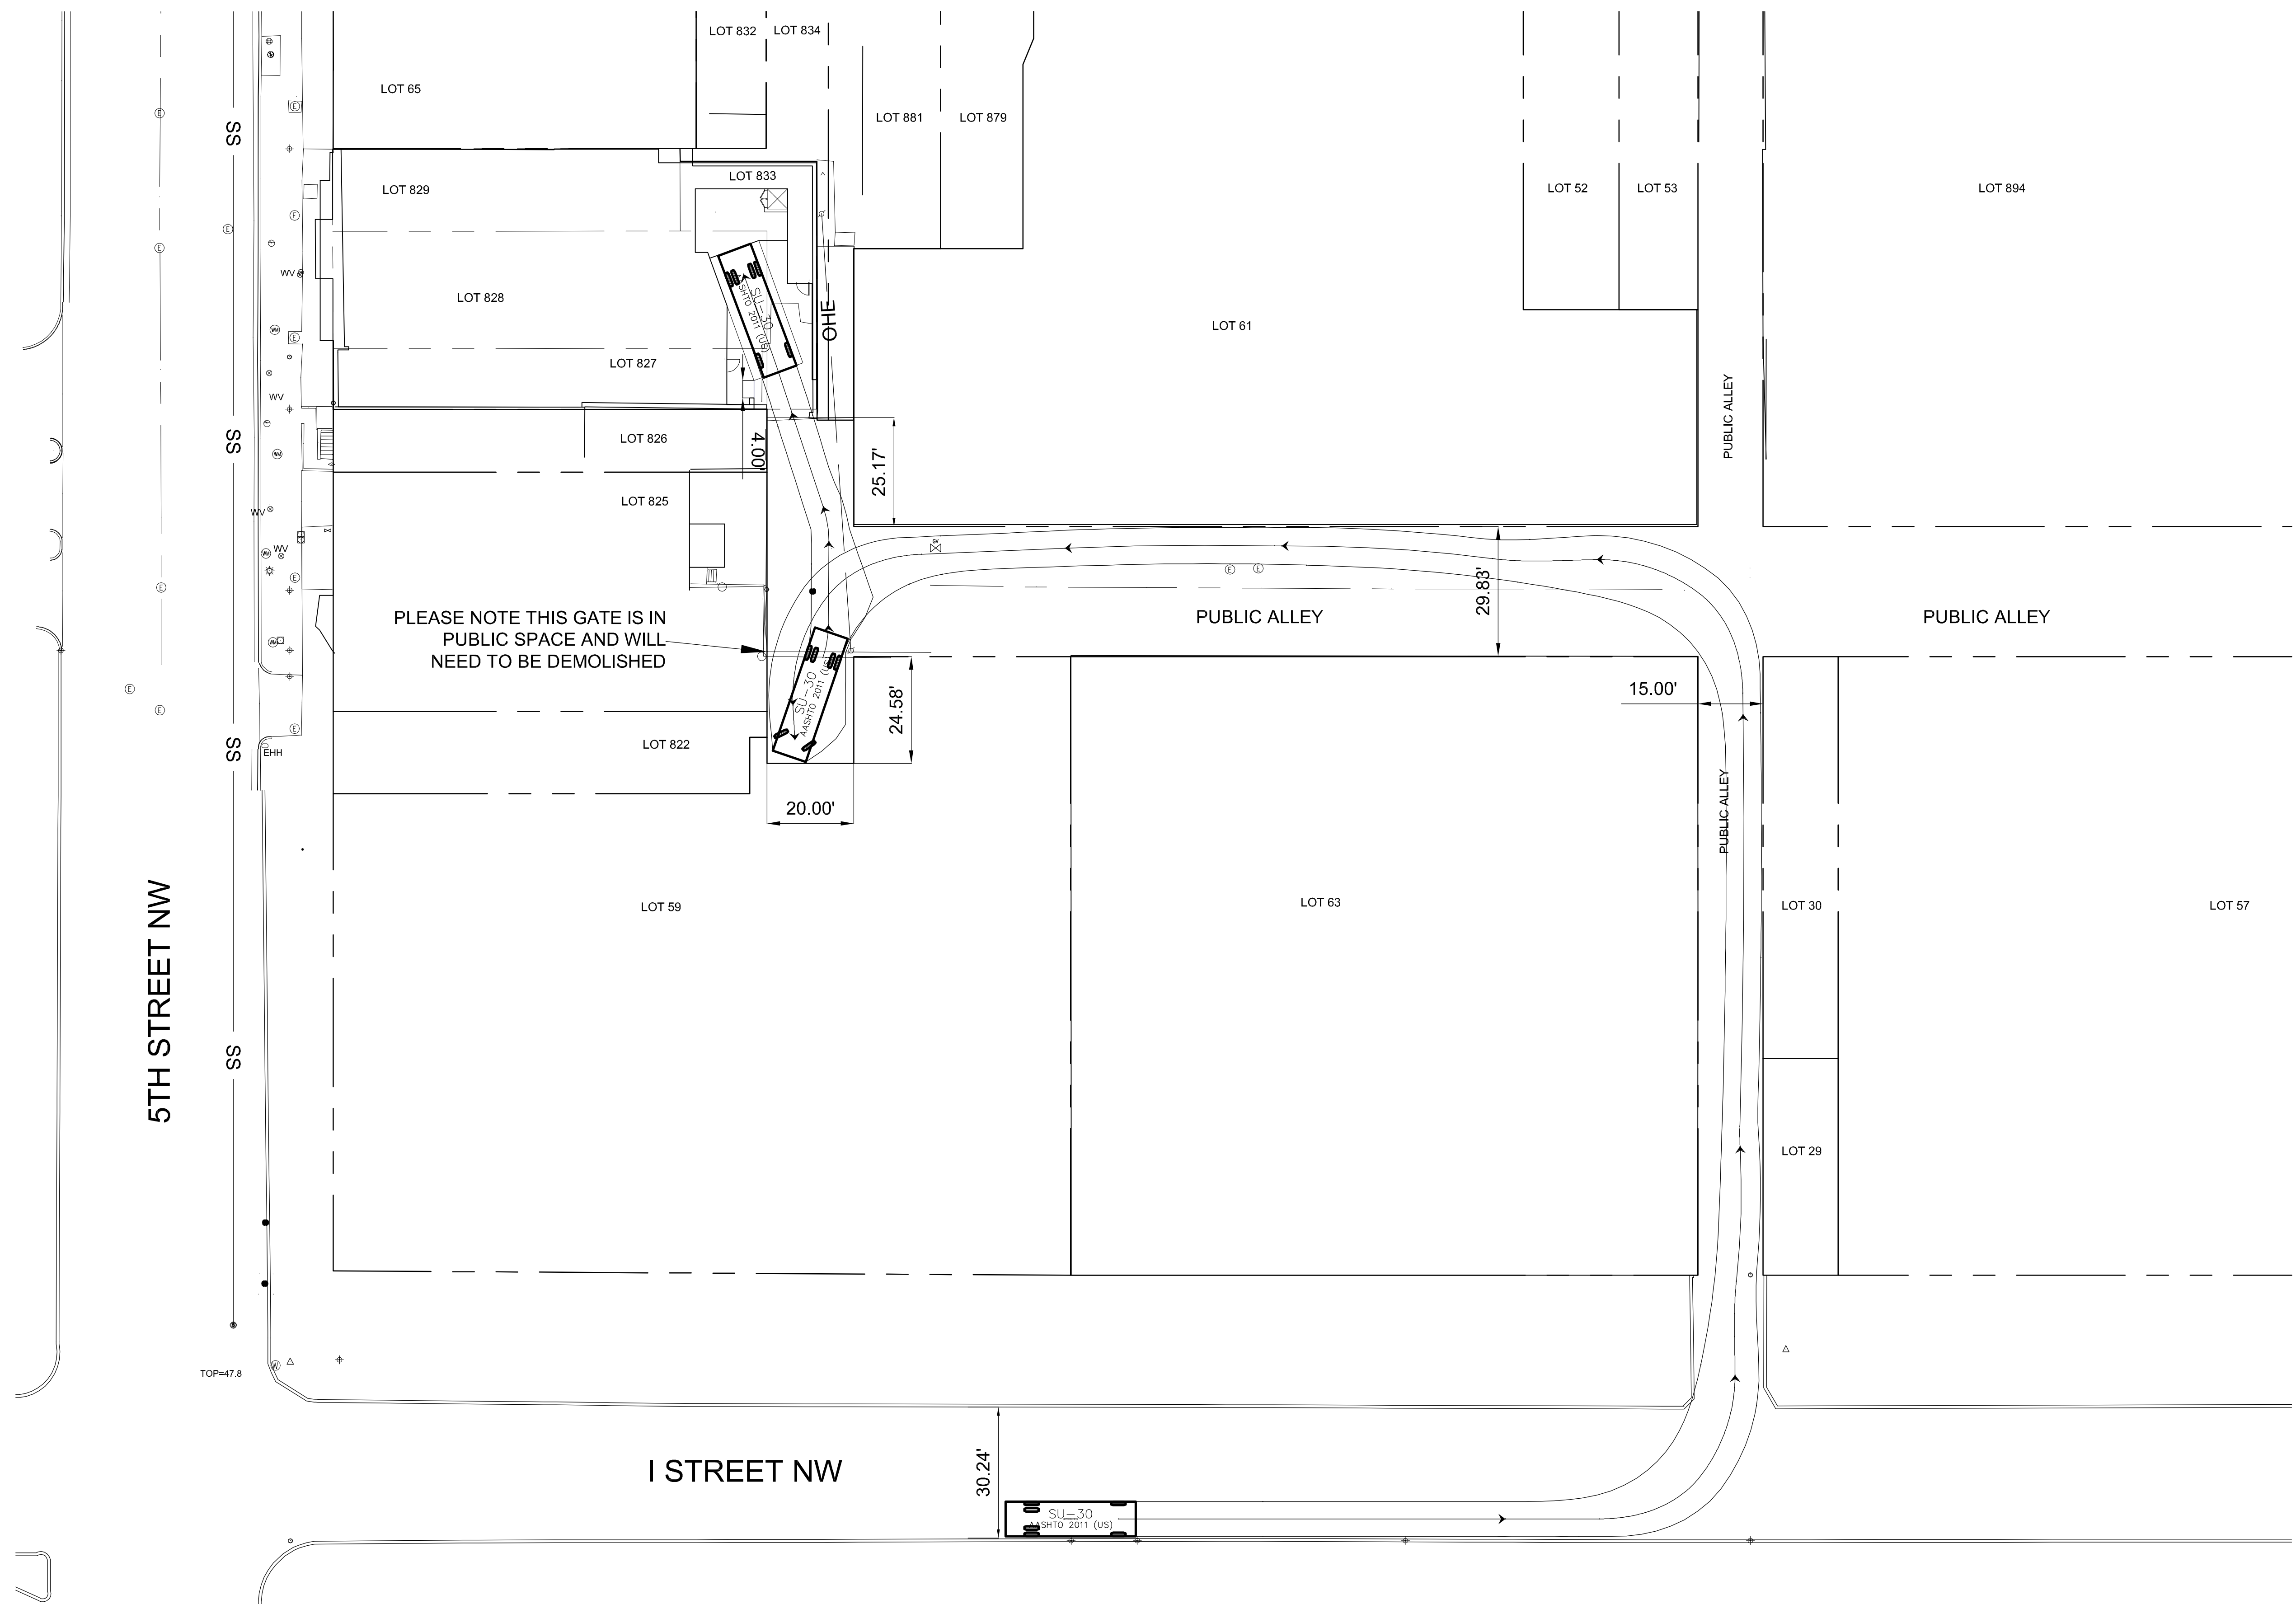 LOT 832
LOT 834
LOT 65
LOT 881
LOT 879
SS
LOT 829
LOT 833
LOT 52
LOT 53
LOT 894
WV
LOT 828
SU-30
AASHTO 2011 (US)
OHE
LOT 61
LOT 827
WV
PUBLIC ALLEY
SS
LOT 826
4.00'
25.17'
LOT 825
WV
WV
29.83'
PLEASE NOTE THIS GATE IS IN
PUBLIC SPACE AND WILL
NEED TO BE DEMOLISHED
PUBLIC ALLEY
PUBLIC ALLEY
SU-30
AASHTO 2011 (US)
24.58'
15.00'
SS
EHH
LOT 822
20.00'
PUBLIC ALLEY
5TH STREET NW
LOT 59
LOT 63
LOT 30
LOT 57
SS
LOT 29
TOP=47.8
I STREET NW
30.24'
SU-30
AASHTO 2011 (US)